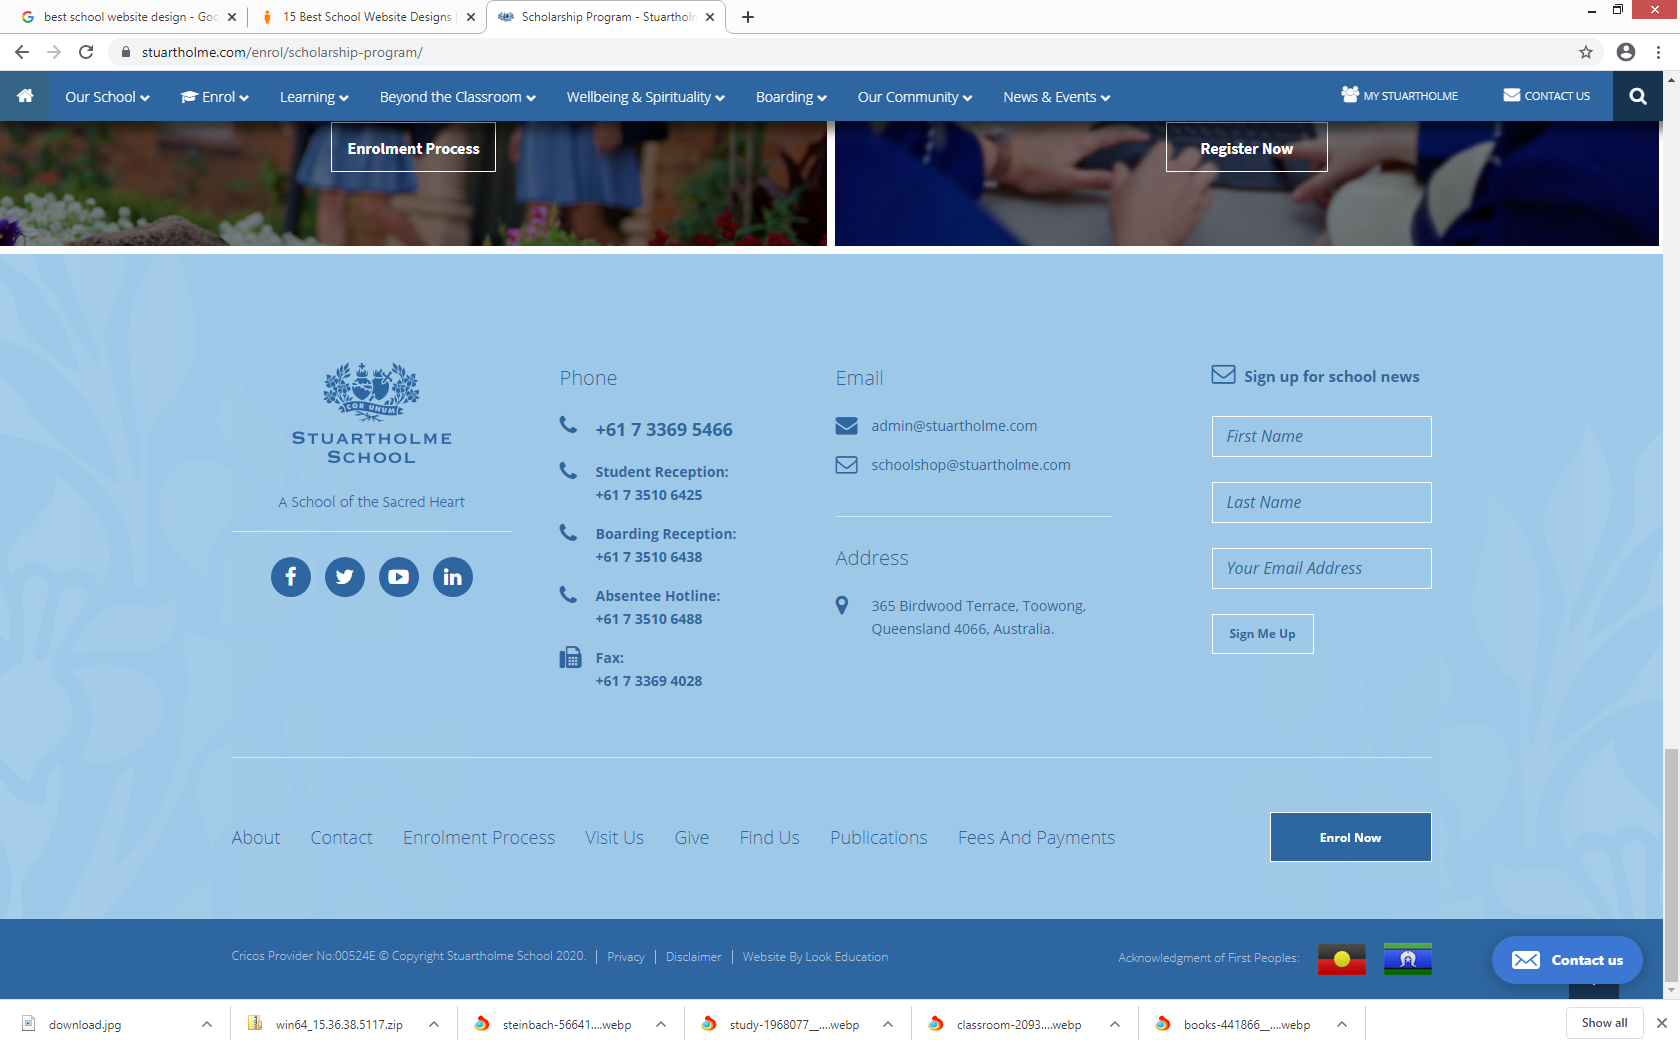 best school website design - Goo
15 Best School Website Designs
Scholarship Program - Stuarthol
stuartholme.com/enrol/scholarship-program/
Our School
Enrol
Learning
Beyond the Classroom
Wellbeing & Spirituality
Boarding
Our Community
News & Events
MY STUARTHOLME
CONTACT US
Enrolment Process
Register Now
COR UNUM
STUARTHOLME
SCHOOL
A School of the Sacred Heart
Phone
+61 7 3369 5466
Student Reception:
+61 7 3510 6425
Boarding Reception:
+61 7 3510 6438
Absentee Hotline:
+61 7 3510 6488
Fax:
+61 7 3369 4028
Email
admin@stuartholme.com
schoolshop@stuartholme.com
Address
365 Birdwood Terrace, Toowong,
Queensland 4066, Australia.
Sign up for school news
First Name
Last Name
Your Email Address
Sign Me Up
About
Contact
Enrolment Process
Visit Us
Give
Find Us
Publications
Fees And Payments
Enrol Now
Cricos Provider No:00524E © Copyright Stuartholme School 2020. | Privacy | Disclaimer | Website By Look Education
Acknowledgment of First Peoples:
Contact us
download.jpg
win64_15.36.38.5117.zip
steinbach-56641....webp
study-1968077__....webp
classroom-2093....webp
books-441866__....webp
Show all